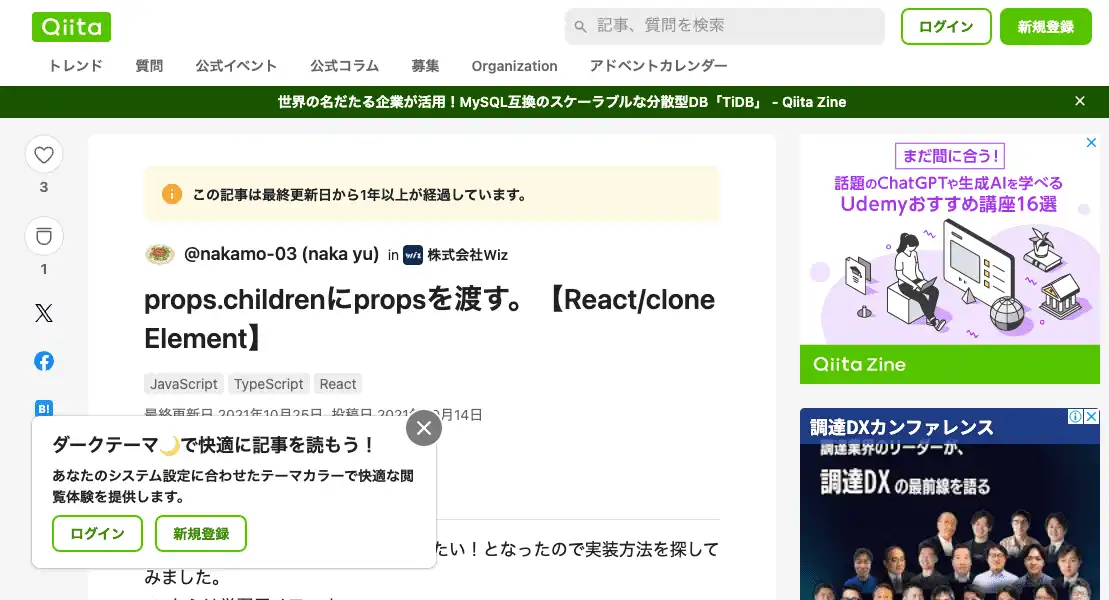 Qiita
記事、質問を検索
ログイン
新規登録
トレンド
質問
公式イベント
公式コラム
募集
Organization
アドベントカレンダー
世界の名だたる企業が活用！MySQL互換のスケーラブルな分散型DB「TiDB」 - Qiita Zine
3
1
B!
この記事は最終更新日から1年以上が経過しています。
@nakamo-03 (naka yu) in 株式会社Wiz
props.childrenにpropsを渡す。【React/clone
Element】
JavaScript
TypeScript
React
最終更新日 2021年10月25日 投稿日 2021
月14日
ダークテーマ🌙で快適に記事を読もう！
あなたのシステム設定に合わせたテーマカラーで快適な閲
覧体験を提供します。
ログイン
新規登録
たい！となったので実装方法を探して
みました。
まだ間に合う！
話題のChatGPTや生成AIを学べる
Udemyおすすめ講座16選
Qiita Zine
調達DXカンファレンス
調達業界のリーダーが、
調達DX の最前線を語る